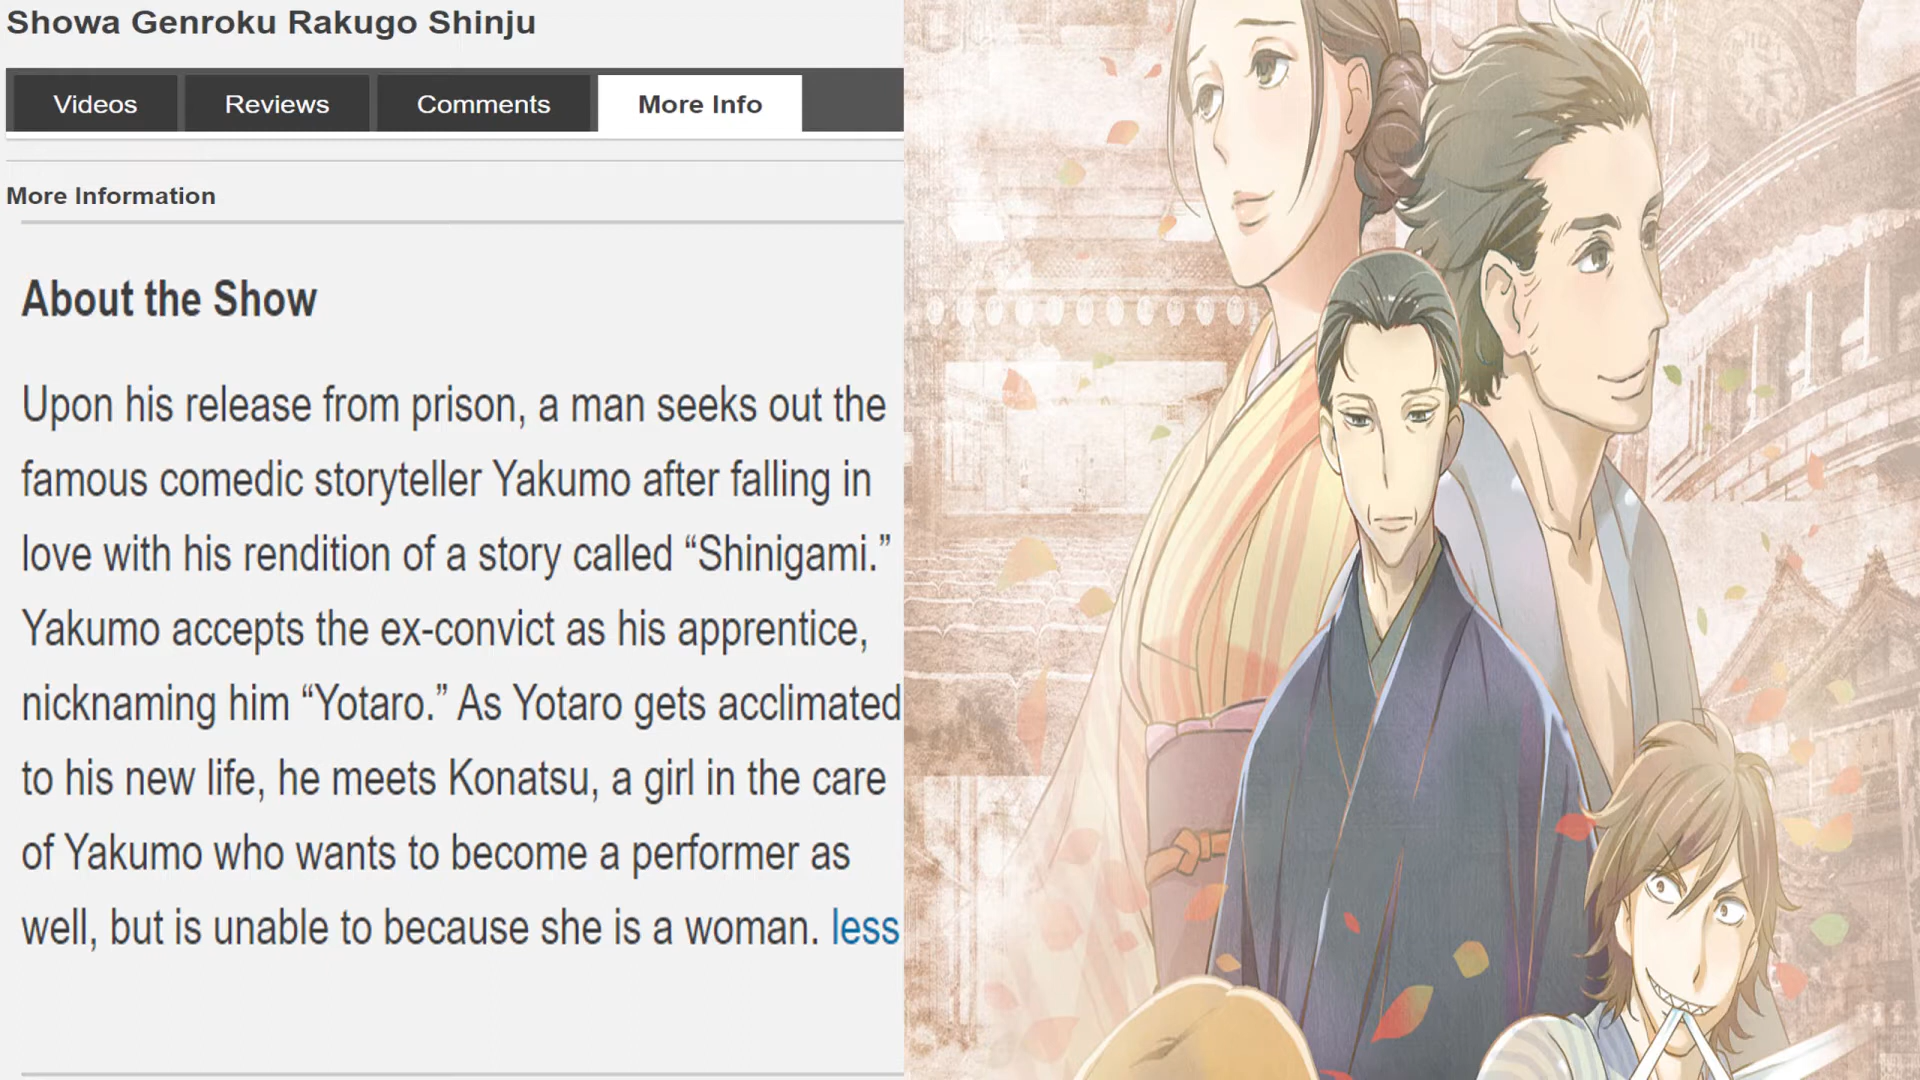 Showa Genroku Rakugo Shinju
Videos Reviews Comments More Info
More Information
About the Show
Upon his release from prison, a man seeks out the
famous comedic storyteller Yakumo after falling in
love with his rendition of a story called “Shinigami.”
Yakumo accepts the ex-convict as his apprentice,
nicknaming him “Yotaro.” As Yotaro gets acclimated
to his new life, he meets Konatsu, a girl in the care
of Yakumo who wants to become a performer as
well, but is unable to because she is a woman. less